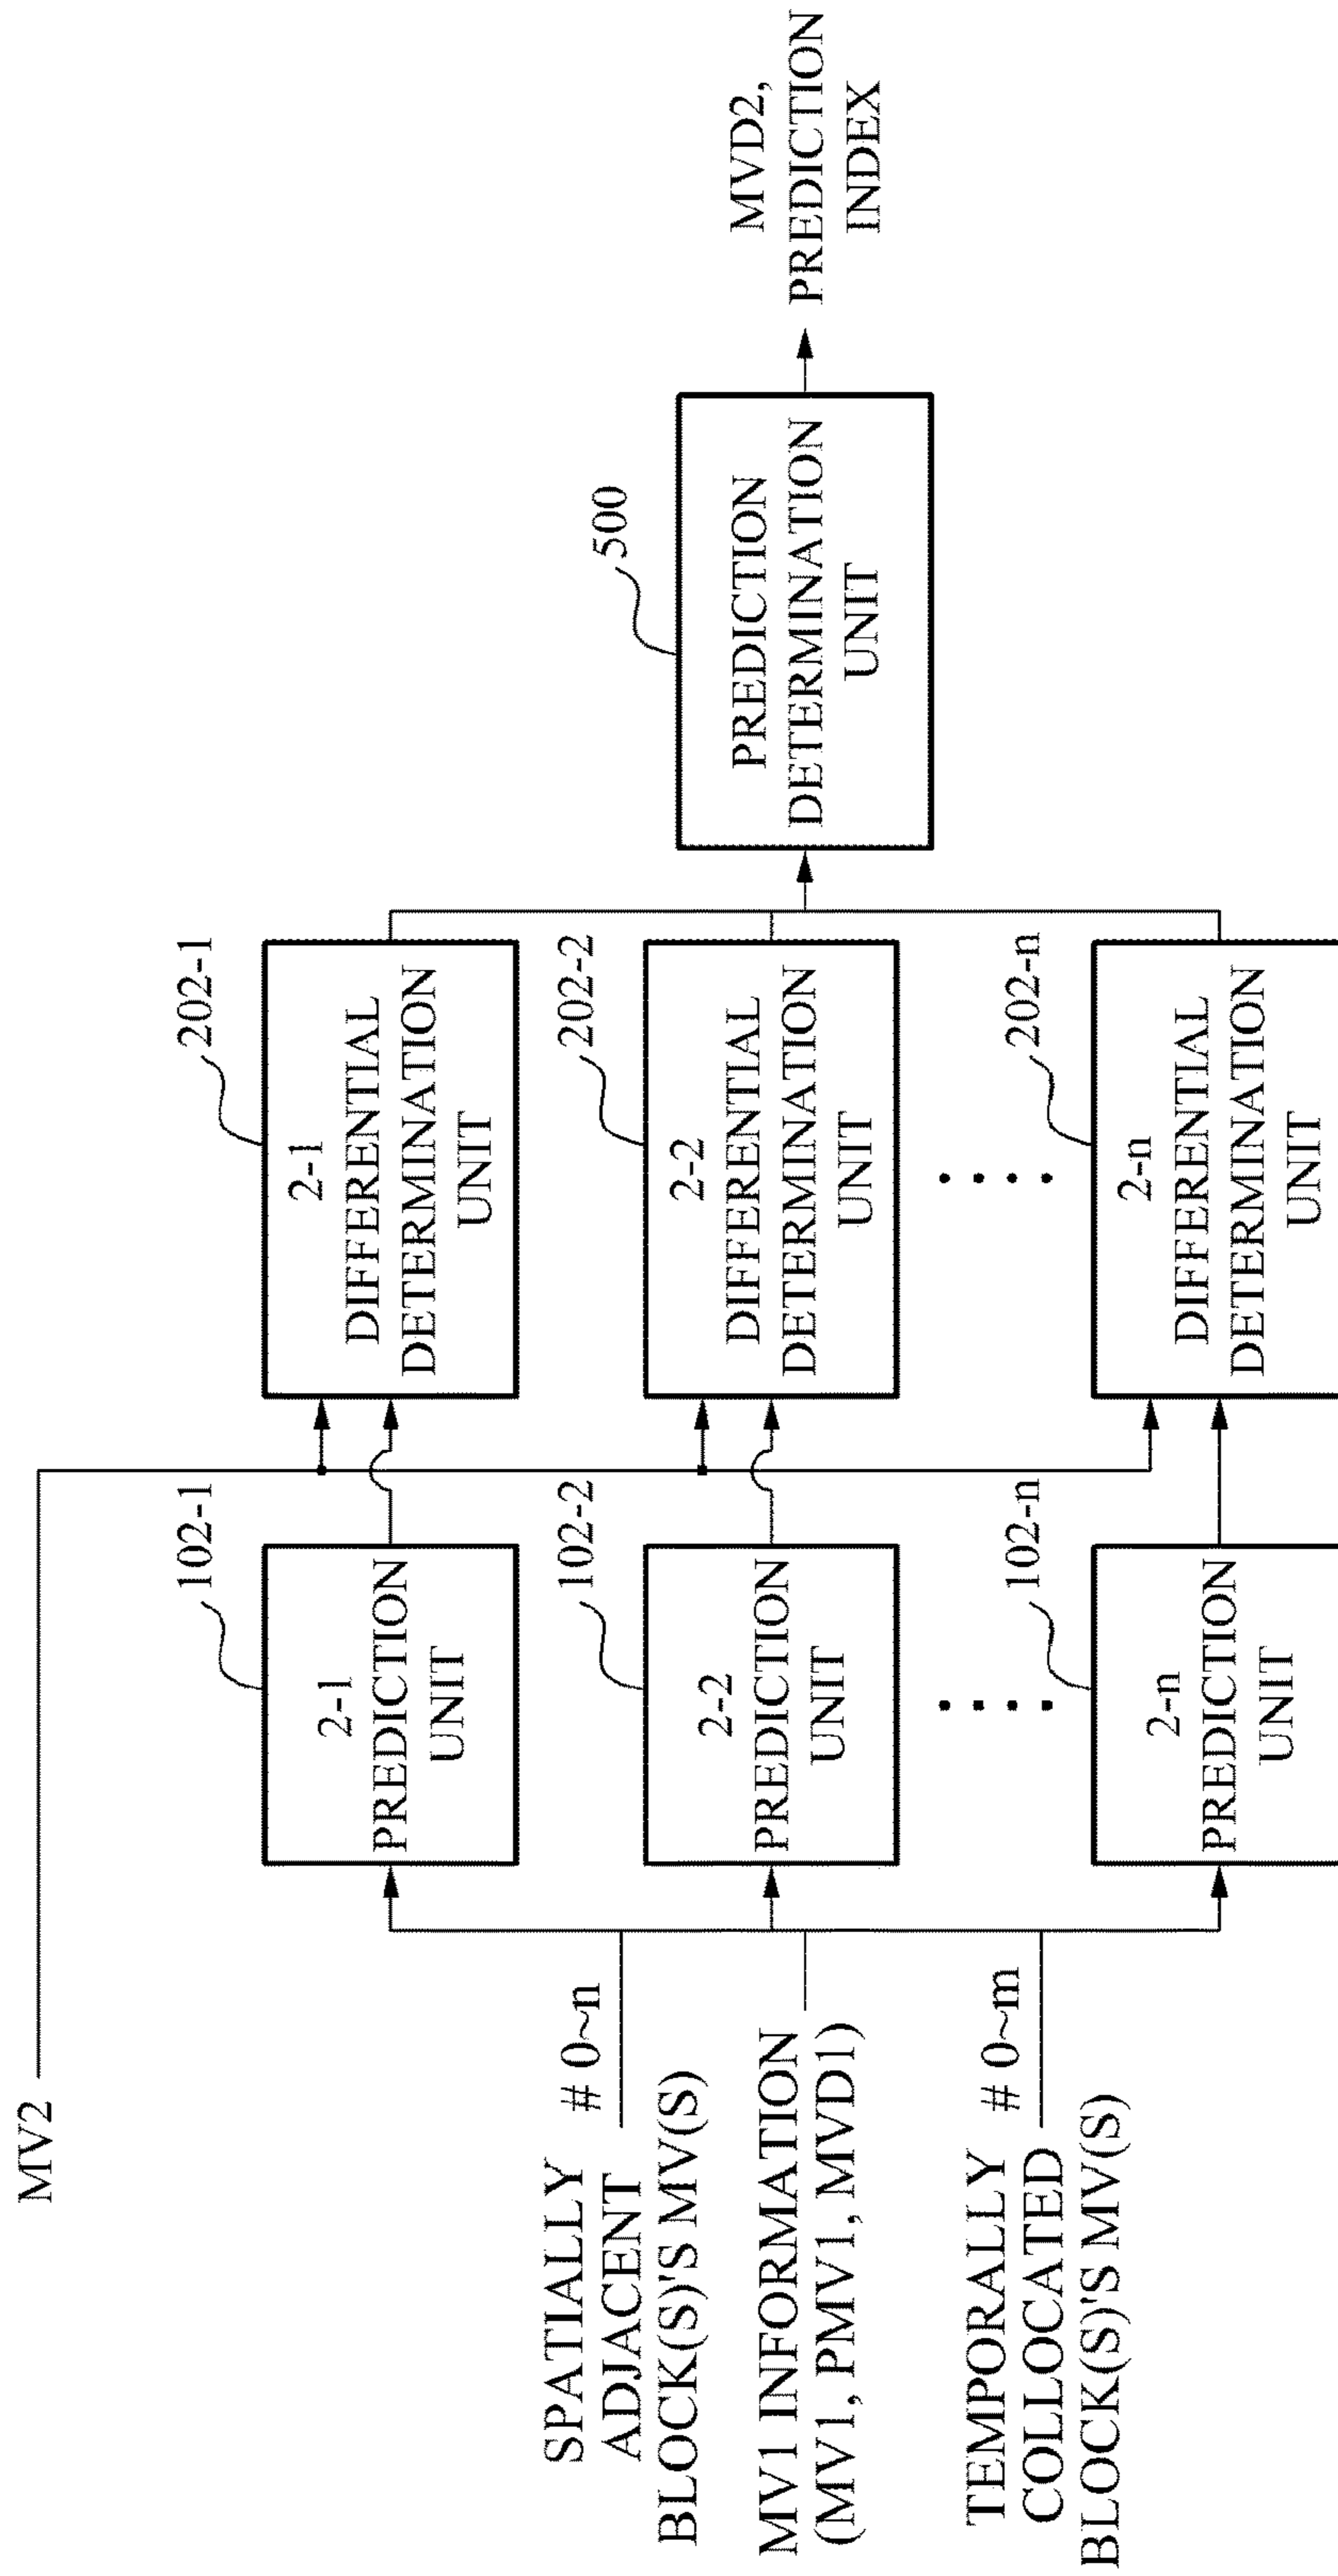 MV2
SPATIALLY
ADJACENT
BLOCK(S)'S MV(S)
# 0~n
MV1 INFORMATION
(MV1, PMV1, MVD1)
TEMPORALLY
COLLOCATED
BLOCK(S)'S MV(S)
# 0~m
102-1
2-1
PREDICTION
UNIT
102-2
2-2
PREDICTION
UNIT
102-n
2-n
PREDICTION
UNIT
202-1
2-1
DIFFERENTIAL
DETERMINATION
UNIT
202-2
2-2
DIFFERENTIAL
DETERMINATION
UNIT
202-n
2-n
DIFFERENTIAL
DETERMINATION
UNIT
500
PREDICTION
DETERMINATION
UNIT
MVD2,
PREDICTION
INDEX